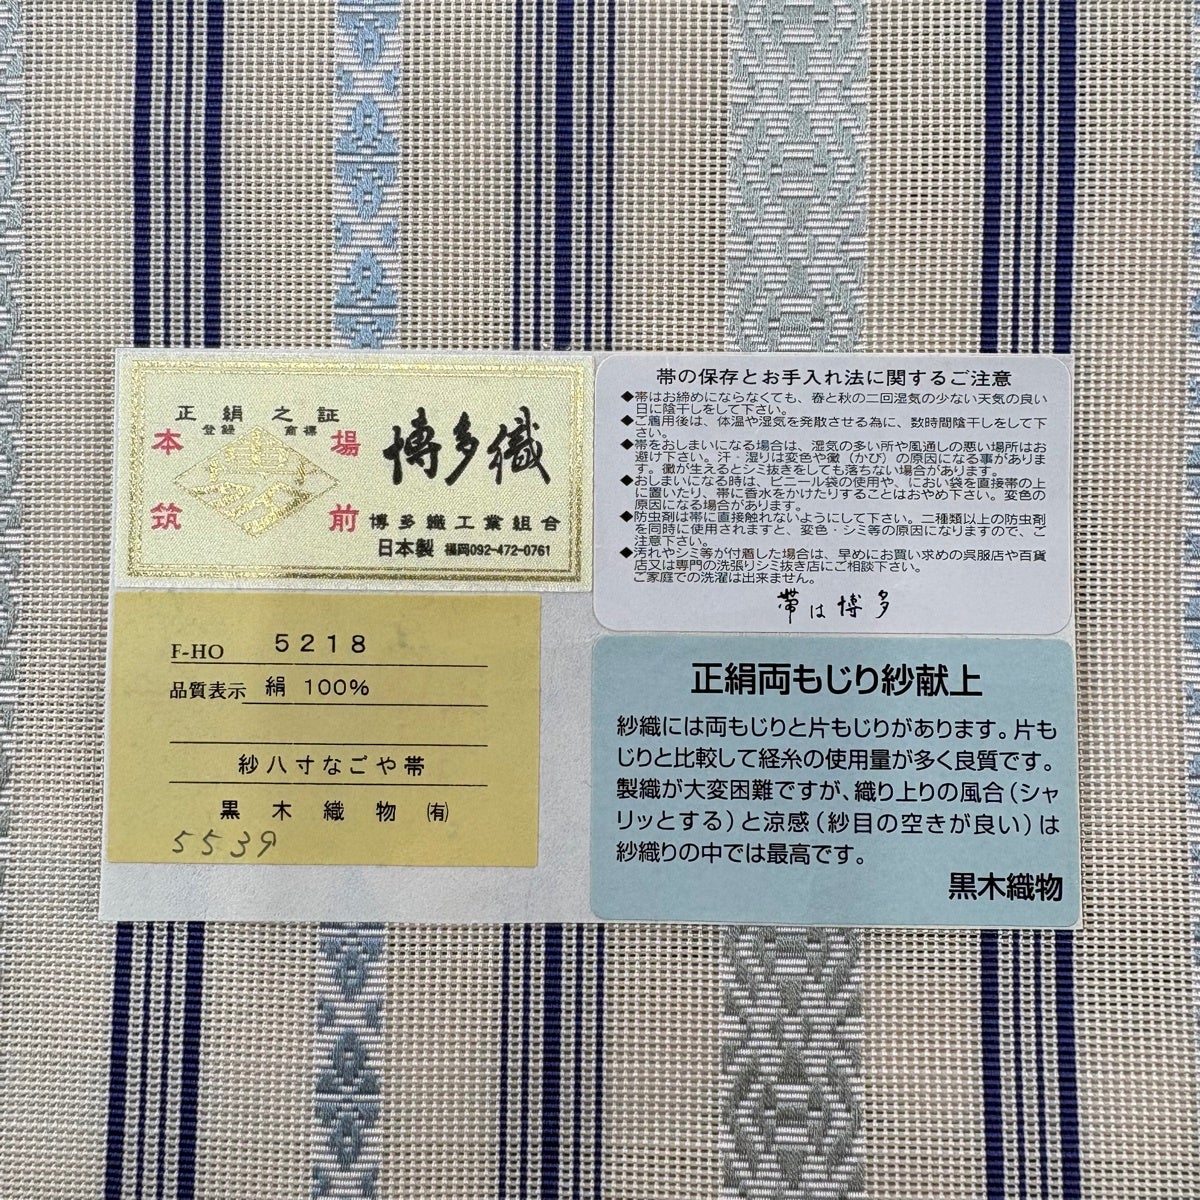 正絹之証
登録 商標
本場
筑前
博多織
博多織工業組合
日本製 福岡092-472-0761
帯の保存とお手入れ法に関するご注意
◆帯はお締めにならなくても、春と秋の二回湿気の少ない天気の良い
日に陰干しをして下さい。
◆ご着用後は、体温や湿気を発散させる為に、数時間陰干しをして下
さい。
◆帯をおしまいになる場合は、湿気の多い所や風通しの悪い場所はお
避け下さい。汗・湿りは変色や黴（かび）の原因になる事がありま
す。黴が生えるとシミ抜きをしても落ちない場合があります。
◆おしまいになる時は、ビニール袋の使用や、におい袋を直接帯の上
に置いたり、帯に香水をかけたりすることはおやめ下さい。変色の
原因になる場合があります。
◆防虫剤は帯に直接触れないようにして下さい。二種類以上の防虫剤
を同時に使用されますと、変色・シミ等の原因になりますので、ご
注意下さい。
◆汚れやシミ等が付着した場合は、早めにお買い求めの呉服店や百貨
店又は専門の洗張りシミ抜き店にご相談下さい。
ご家庭での洗濯は出来ません。
帯は博多
F-HO 5218
品質表示 絹 100%
紗八寸なごや帯
黒木織物㈲
5539
正絹両もじり紗献上
紗織には両もじりと片もじりがあります。片も
じりと比較して経糸の使用量が多く良質です。
製織が大変困難ですが、織り上りの風合（シャ
リッとする）と涼感（紗目の空きが良い）は
紗織りの中では最高です。
黒木織物